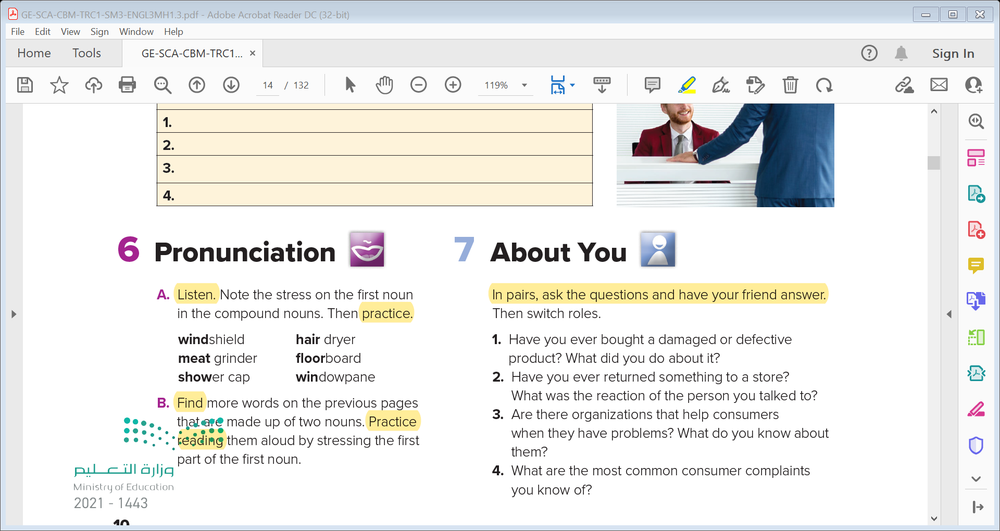 GE-SCA-CBM-TRC1-SM3-ENGL3MH1.3.pdf - Adobe Acrobat Reader DC (32-bit)
File Edit View Sign Window Help
Home Tools GE-SCA-CBM-TRC1... × Sign In
14 / 132 119%
1.
2.
3.
4.
6 Pronunciation
A. Listen. Note the stress on the first noun
in the compound nouns. Then practice.
windshield hair dryer
meat grinder floorboard
shower cap windowpane
B. Find more words on the previous pages
that are made up of two nouns. Practice
reading them aloud by stressing the first
part of the first noun.
7 About You
In pairs, ask the questions and have your friend answer.
Then switch roles.
1. Have you ever bought a damaged or defective
product? What did you do about it?
2. Have you ever returned something to a store?
What was the reaction of the person you talked to?
3. Are there organizations that help consumers
when they have problems? What do you know about
them?
4. What are the most common consumer complaints
you know of?
وزارة التعليم
Ministry of Education
2021 - 1443
10